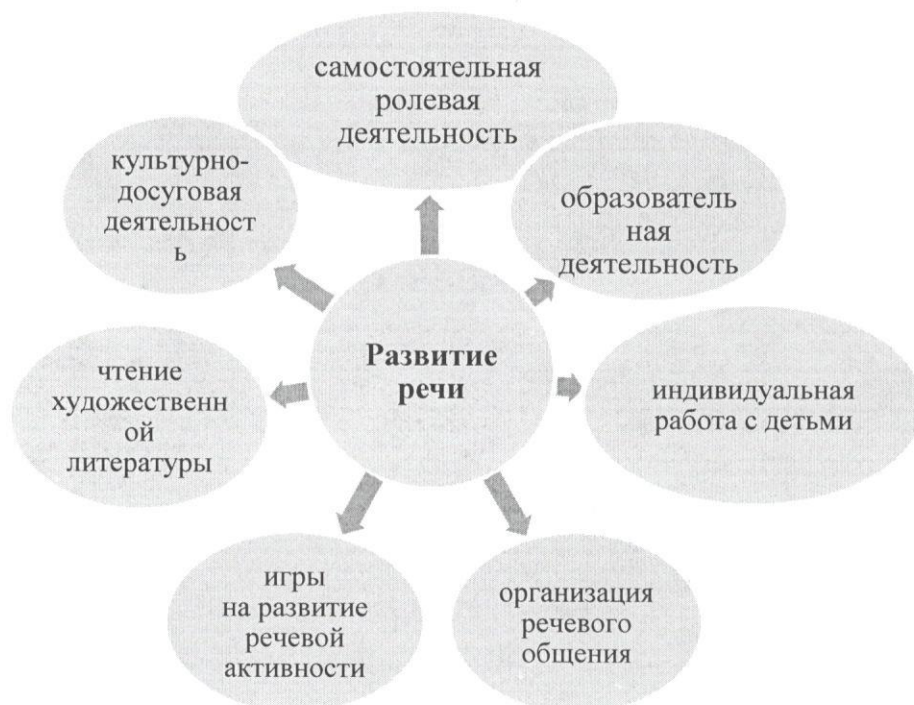 самостоятельная
ролевая
деятельность
культурно-
досуговая
деятельност
ь
образователь
ная
деятельность
Развитие
речи
чтение
художественн
ой
литературы
индивидуальная
работа с детьми
игры
на развитие
речевой
активности
организация
речевого
общения